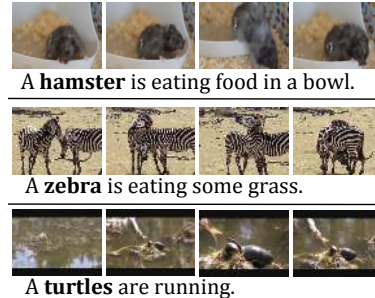 A hamster is eating food in a bowl.
A zebra is eating some grass.
A turtles are running.